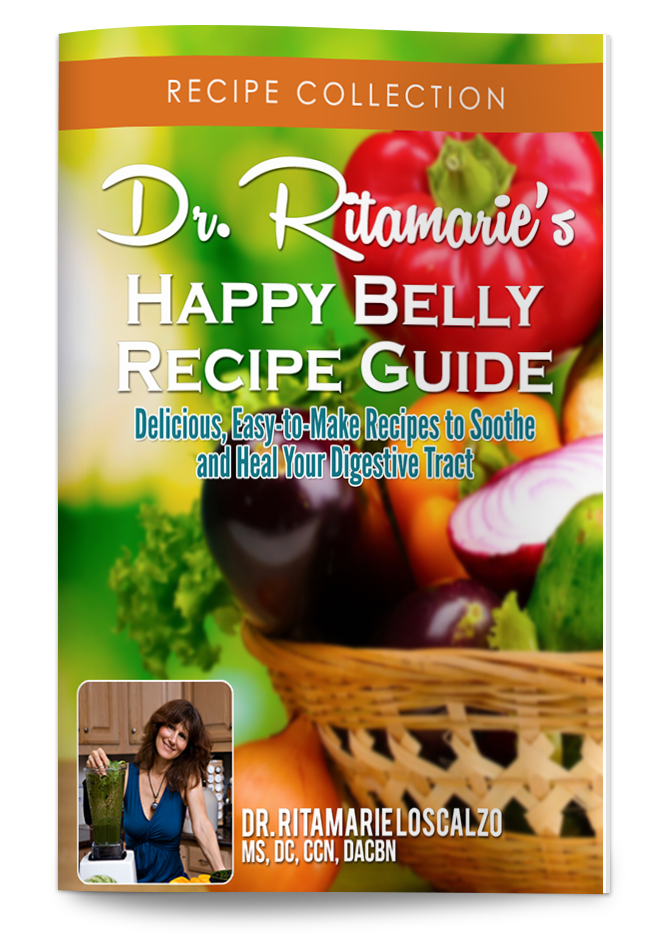 RECIPE COLLECTION
Dr. Ritamarie's
HAPPY BELLY
RECIPE GUIDE
Delicious, Easy-to-Make Recipes to Soothe
and Heal Your Digestive Tract
DR. RITAMARIE LOSCALZO
MS, DC, CCN, DACBN